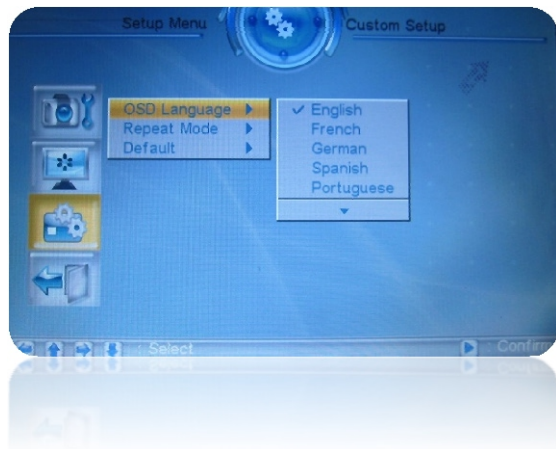 Setup Menu
Custom Setup
OSD Language
Repeat Mode
Default
English
French
German
Spanish
Portuguese
: Select
: Confirm